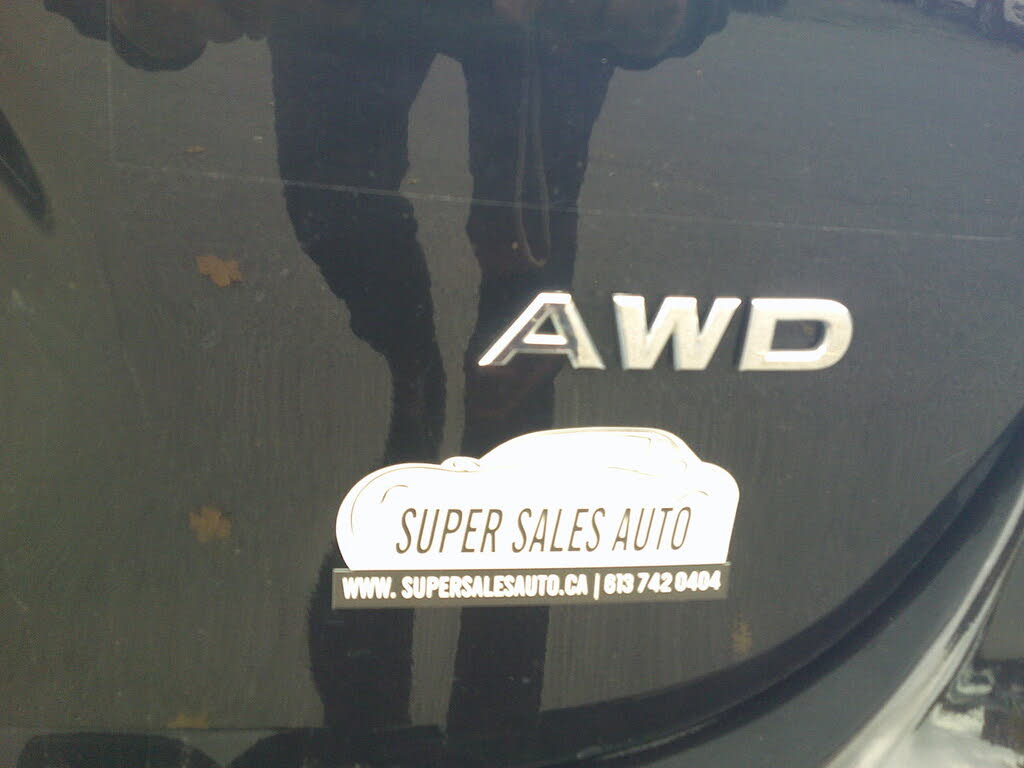 AWD
SUPER SALES AUTO
WWW. SUPERSALESAUTO.CA | 613 742 0404